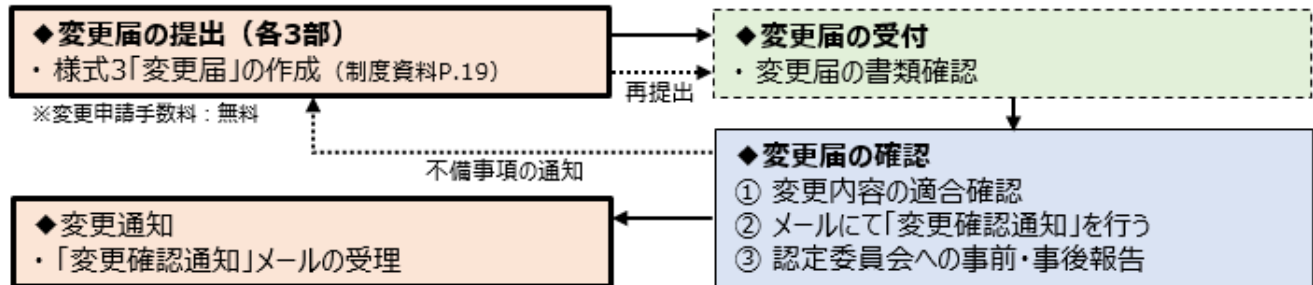 ◆変更届の提出（各3部）
・ 様式3「変更届」の作成（制度資料P.19）
※変更申請手数料：無料
再提出
◆変更届の受付
・ 変更届の書類確認
不備事項の通知
◆変更届の確認
① 変更内容の適合確認
② メールにて「変更確認通知」を行う
③ 認定委員会への事前・事後報告
◆変更通知
・「変更確認通知」メールの受理